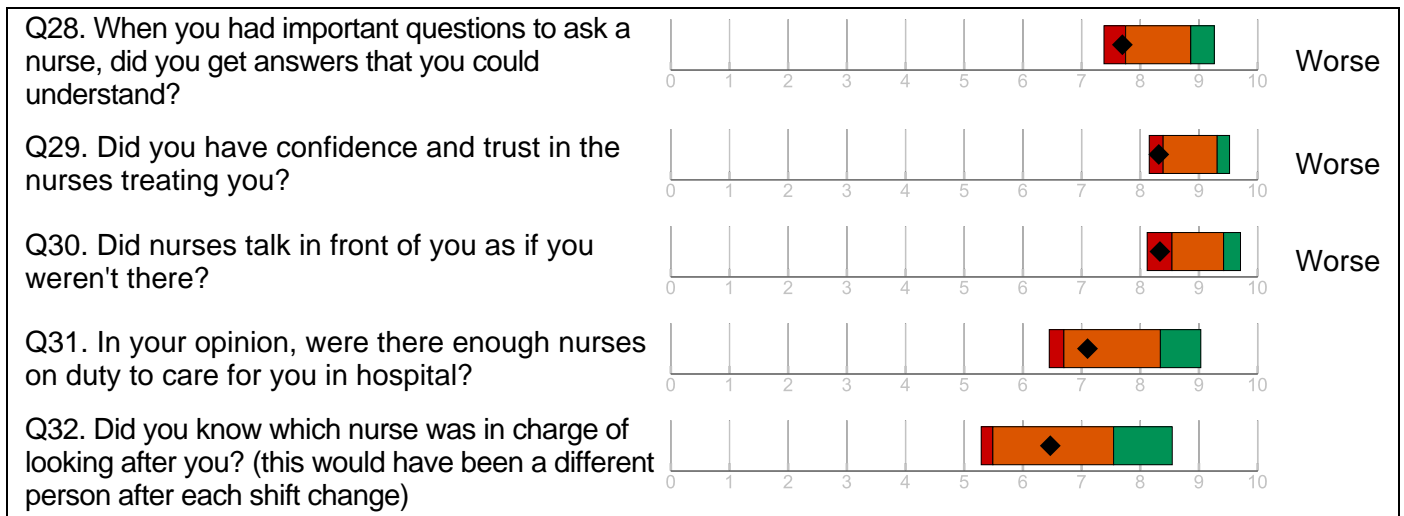 Q28. When you had important questions to ask a
nurse, did you get answers that you could
understand?
0 1 2 3 4 5 6 7 8 9 10
Worse
Q29. Did you have confidence and trust in the
nurses treating you?
0 1 2 3 4 5 6 7 8 9 10
Worse
Q30. Did nurses talk in front of you as if you
weren't there?
0 1 2 3 4 5 6 7 8 9 10
Worse
Q31. In your opinion, were there enough nurses
on duty to care for you in hospital?
0 1 2 3 4 5 6 7 8 9 10
Q32. Did you know which nurse was in charge of
looking after you? (this would have been a different
person after each shift change)
0 1 2 3 4 5 6 7 8 9 10